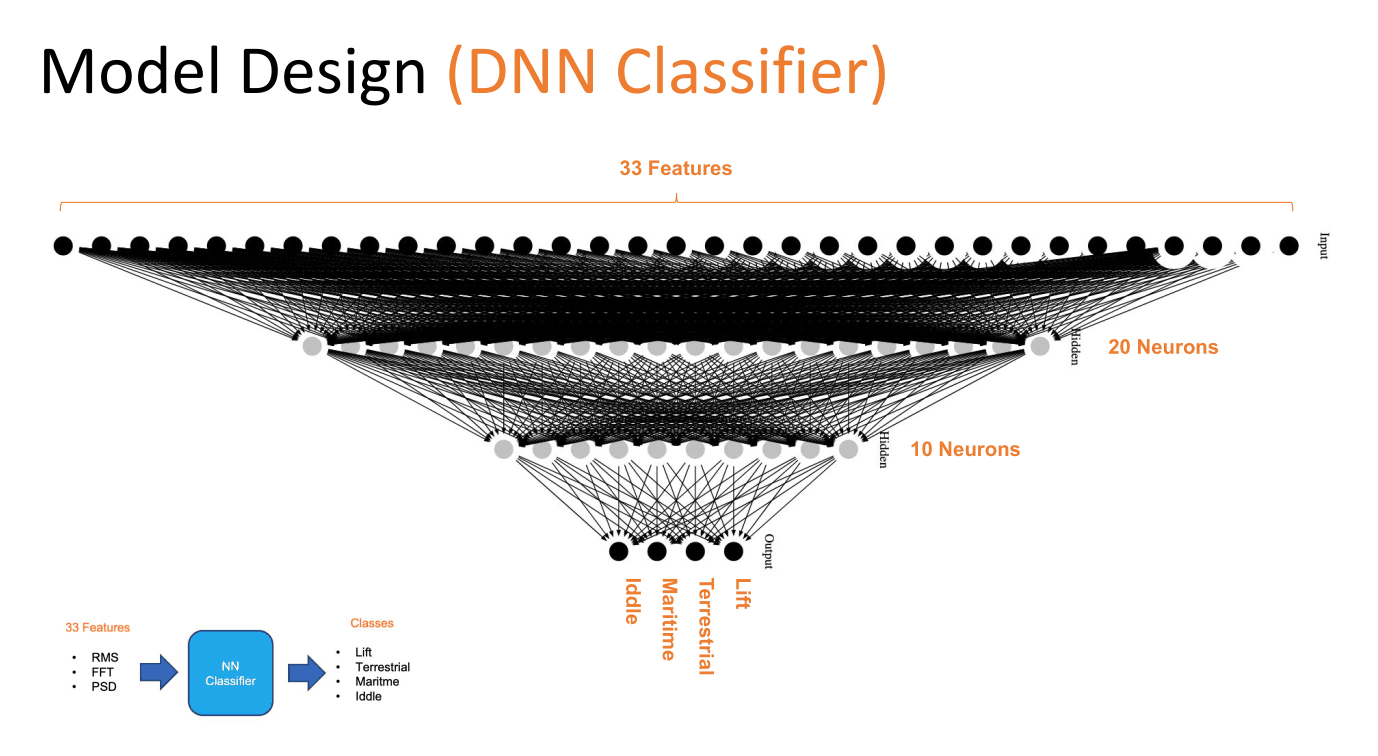 Model Design (DNN Classifier)
33 Features
Input
Hidden
20 Neurons
Hidden
10 Neurons
Output
Iddle
Maritime
Terrestrial
Lift
33 Features
• RMS
• FFT
• PSD
NN
Classifier
Classes
• Lift
• Terrestrial
• Maritme
• Iddle